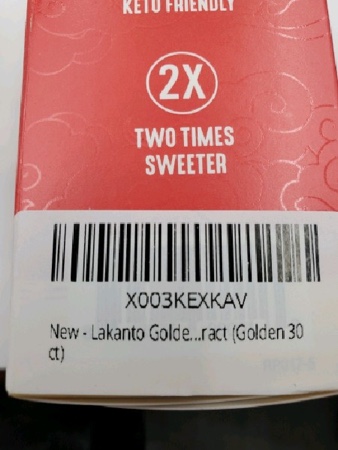 KETO FRIENDLY
2X
TWO TIMES
SWEETER
X003KEXKAV
New - Lakanto Golde...ract (Golden 30
ct)